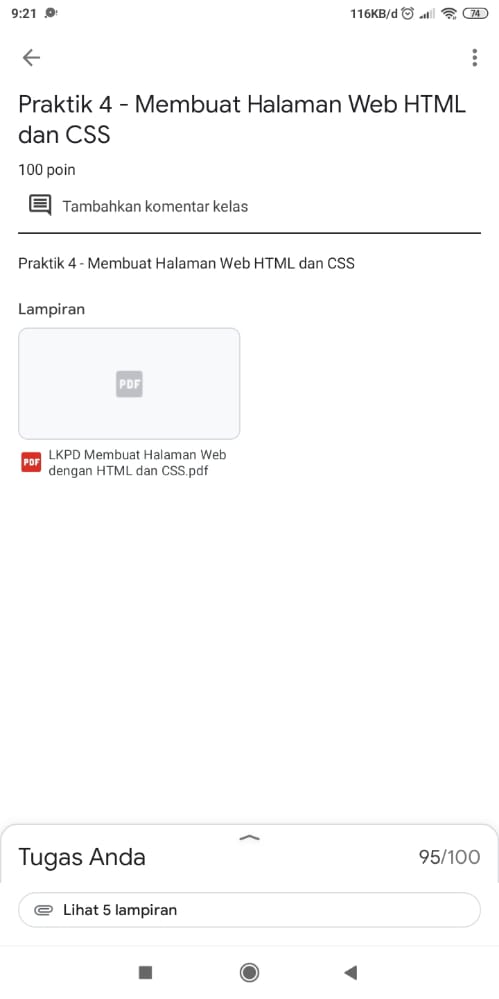 9:21
116KB/d
74
Praktik 4 - Membuat Halaman Web HTML
dan CSS
100 poin
Tambahkan komentar kelas
Praktik 4 - Membuat Halaman Web HTML dan CSS
Lampiran
PDF
PDF
LKPD Membuat Halaman Web
dengan HTML dan CSS.pdf
Tugas Anda
95/100
Lihat 5 lampiran